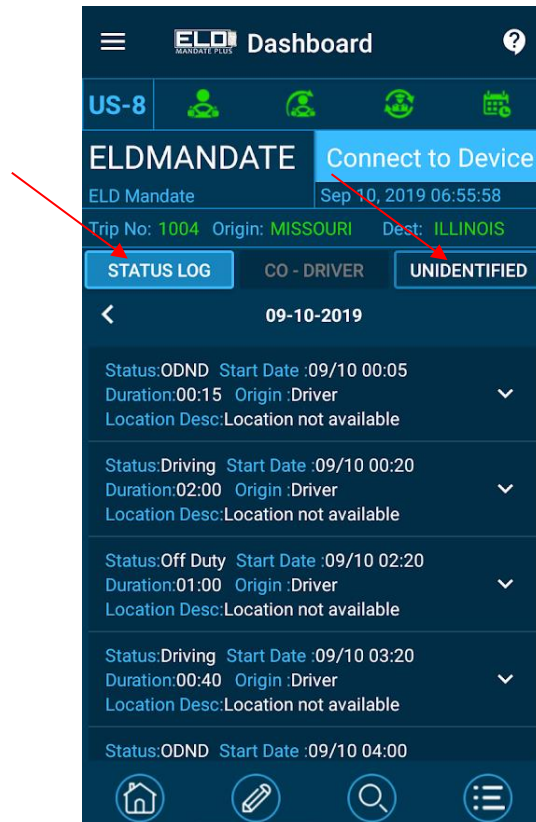 ELD MANDATE PLUS Dashboard
US-8
ELDMANDATE Connect to Device
ELD Mandate Sep 10, 2019 06:55:58
Trip No: 1004 Origin: MISSOURI Dest: ILLINOIS
STATUS LOG CO - DRIVER UNIDENTIFIED
09-10-2019
Status:ODND Start Date :09/10 00:05
Duration:00:15 Origin :Driver
Location Desc:Location not available
Status:Driving Start Date :09/10 00:20
Duration:02:00 Origin :Driver
Location Desc:Location not available
Status:Off Duty Start Date :09/10 02:20
Duration:01:00 Origin :Driver
Location Desc:Location not available
Status:Driving Start Date :09/10 03:20
Duration:00:40 Origin :Driver
Location Desc:Location not available
Status:ODND Start Date :09/10 04:00